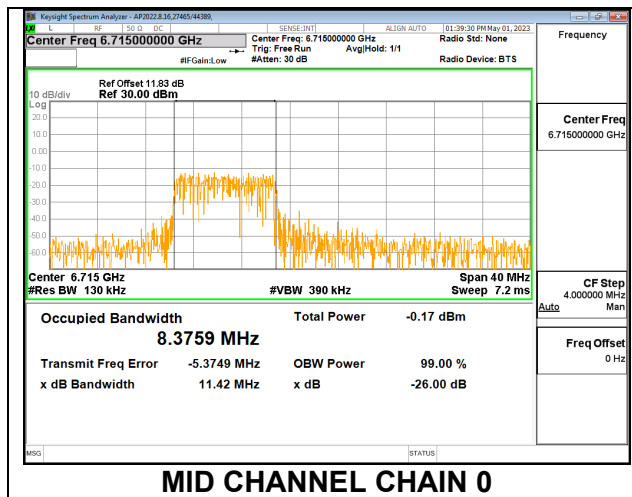 Keysight Spectrum Analyzer - AP2022.8.16,27465/44389,
L RF 50 Ω DC SENSE:INT ALIGN AUTO 01:39:30 PM May 01, 2023
Center Freq 6.715000000 GHz Center Freq: 6.715000000 GHz Radio Std: None Frequency
Trig: Free Run Avg|Hold: 1/1
#IFGain:Low #Atten: 30 dB Radio Device: BTS
Ref Offset 11.83 dB
10 dB/div Ref 30.00 dBm
Log
20.0
10.0
0.00
-10.0
-20.0
-30.0
-40.0
-50.0
-60.0
Center 6.715 GHz Span 40 MHz
#Res BW 130 kHz #VBW 390 kHz Sweep 7.2 ms
Occupied Bandwidth Total Power -0.17 dBm
8.3759 MHz
Transmit Freq Error -5.3749 MHz OBW Power 99.00 %
x dB Bandwidth 11.42 MHz x dB -26.00 dB
Center Freq
6.715000000 GHz
CF Step
4.000000 MHz
Auto Man
Freq Offset
0 Hz
MSG STATUS
MID CHANNEL CHAIN 0